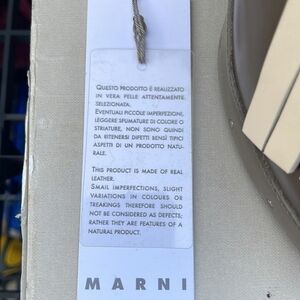 QUESTO PRODOTTO È REALIZZATO
IN VERA PELLE ATTENTAMENTE
SELEZIONATA.
EVENTUALI PICCOLE IMPERFEZIONI,
LEGGERE SFUMATURE DI COLORE O
STRIATURE, NON SONO QUINDI
DA RITENERSI DIFETTI BENSÌ TIPICI
ASPETTI DI UN PRODOTTO NATU-
RALE.
THIS PRODUCT IS MADE OF REAL
LEATHER.
SMAIL IMPERFECTIONS, SLIGHT
VARIATIONS IN COLOURS OR
TREAKINGS THEREFORE SHOULD
NOT BE CONSIDERED AS DEFECTS;
RATHER THEY ARE FEATURES OF A
NATURAL PRODUCT.
MARNI